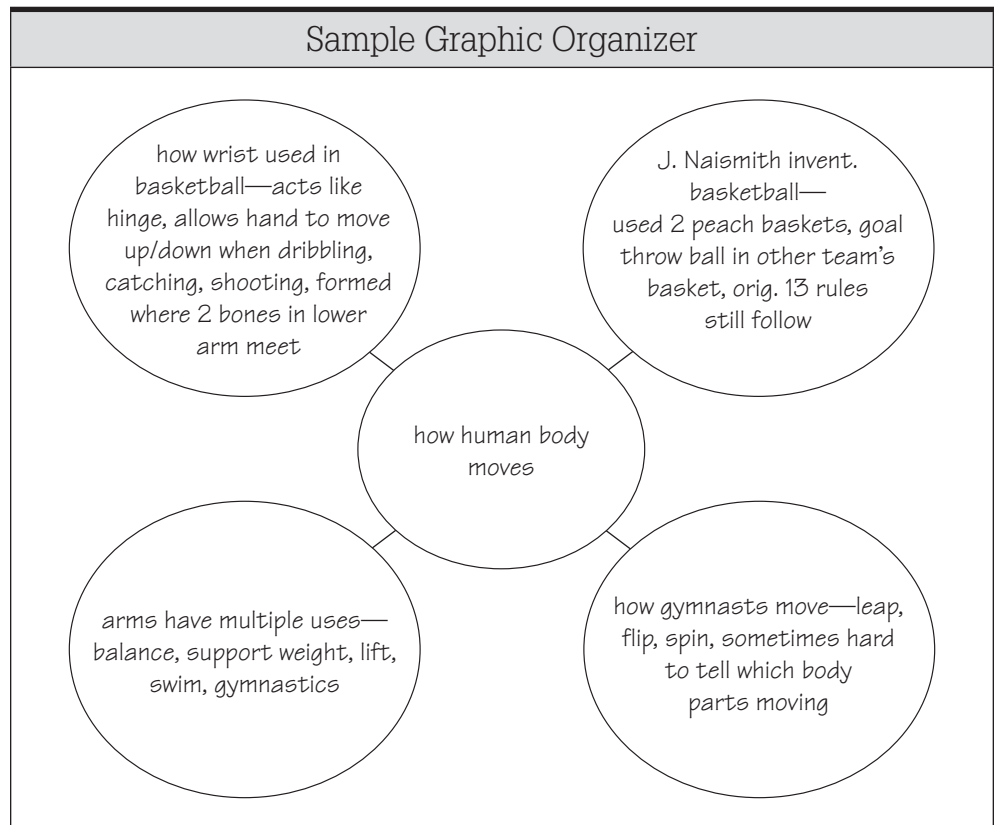 Sample Graphic Organizer
how wrist used in
basketball—acts like
hinge, allows hand to move
up/down when dribbling,
catching, shooting, formed
where 2 bones in lower
arm meet
J. Naismith invent.
basketball—
used 2 peach baskets, goal
throw ball in other team's
basket, orig. 13 rules
still follow
how human body
moves
arms have multiple uses—
balance, support weight, lift,
swim, gymnastics
how gymnasts move—leap,
flip, spin, sometimes hard
to tell which body
parts moving